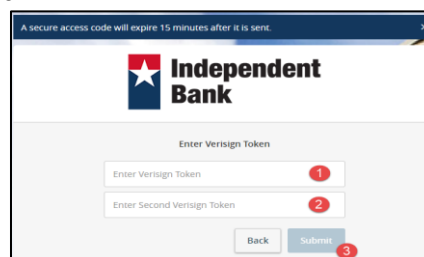 A secure access code will expire 15 minutes after it is sent.
Independent
Bank
Enter Verisign Token
Enter Verisign Token 1
Enter Second Verisign Token 2
Back Submit 3